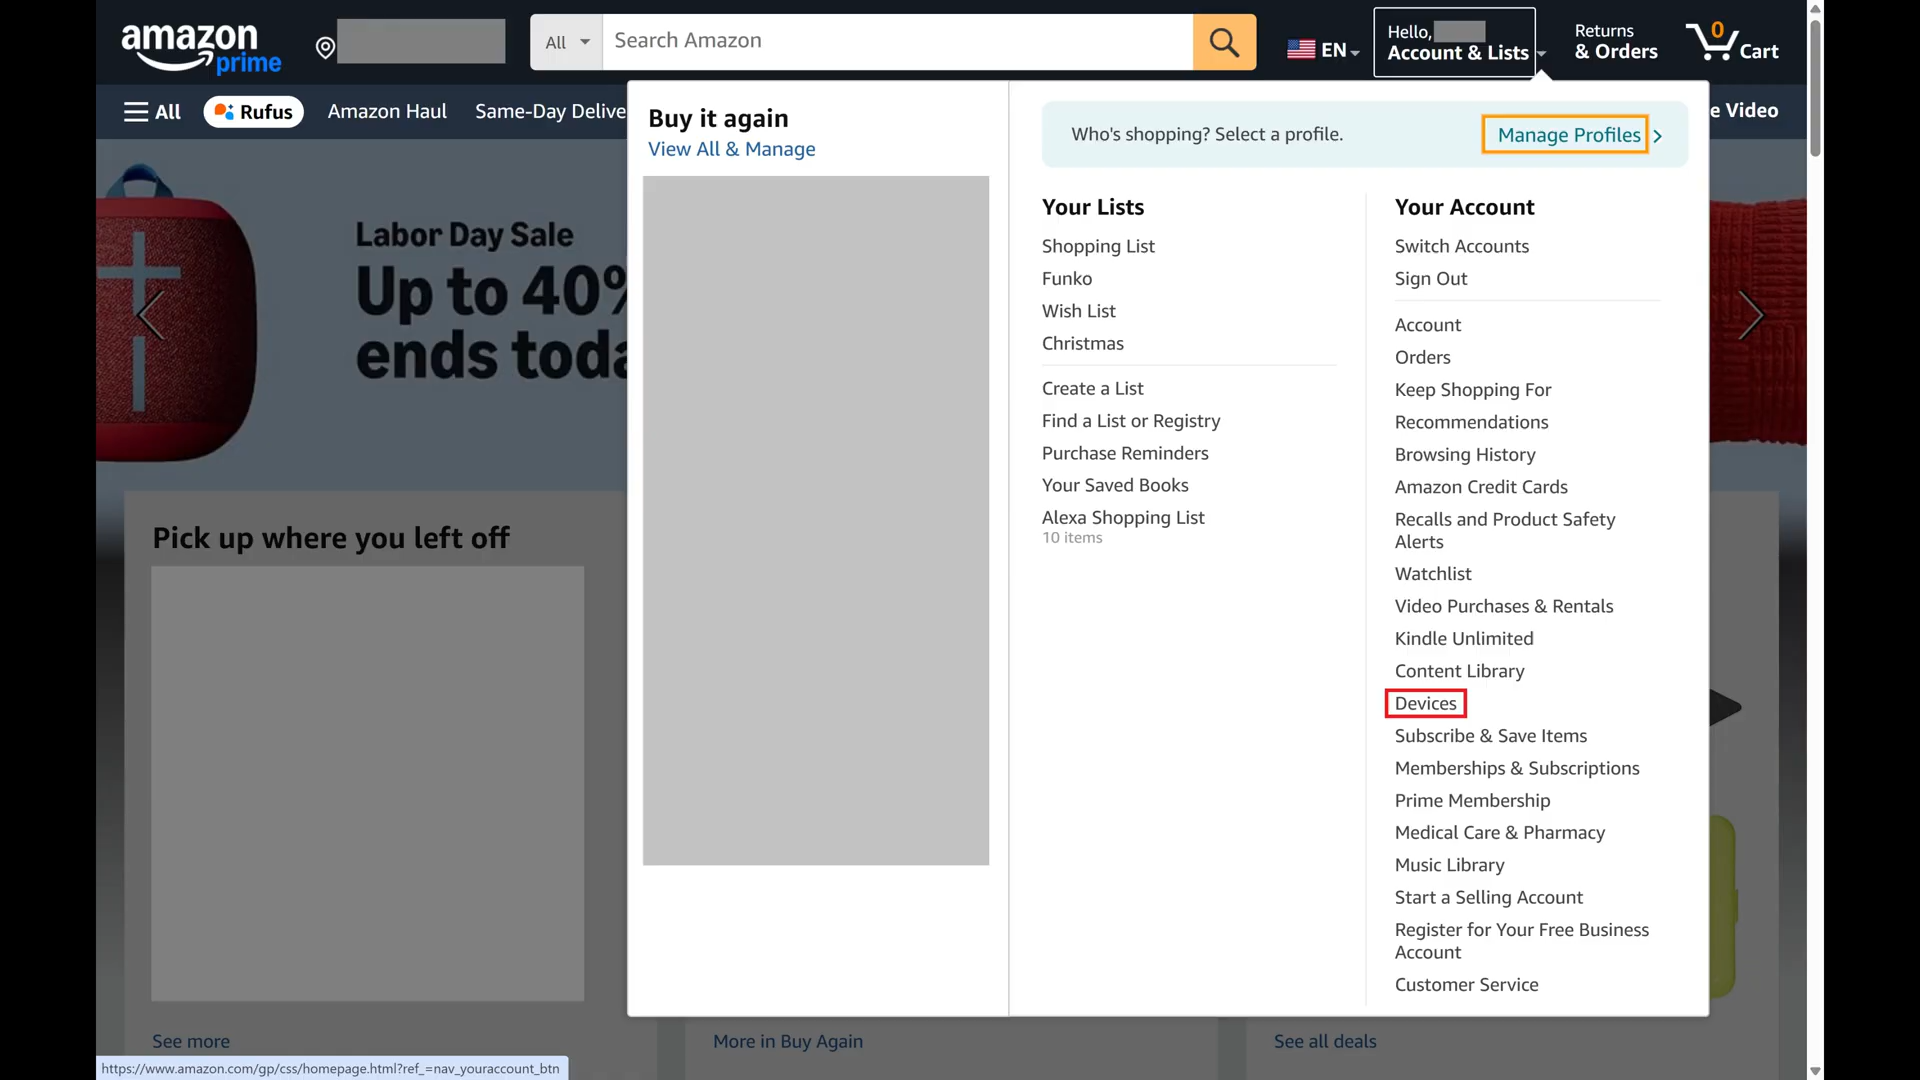 amazon
prime
All
Search Amazon
EN
Hello,
Account & Lists
Returns
& Orders
0
Cart
All
Rufus
Amazon Haul
Same-Day Delive
e Video
Labor Day Sale
Up to 40%
ends toda
Buy it again
View All & Manage
Who's shopping? Select a profile.
Manage Profiles
Your Lists
Shopping List
Funko
Wish List
Christmas
Create a List
Find a List or Registry
Purchase Reminders
Your Saved Books
Alexa Shopping List
10 items
Your Account
Switch Accounts
Sign Out
Account
Orders
Keep Shopping For
Recommendations
Browsing History
Amazon Credit Cards
Recalls and Product Safety
Alerts
Watchlist
Video Purchases & Rentals
Kindle Unlimited
Content Library
Devices
Subscribe & Save Items
Memberships & Subscriptions
Prime Membership
Medical Care & Pharmacy
Music Library
Start a Selling Account
Register for Your Free Business
Account
Customer Service
Pick up where you left off
See more
More in Buy Again
See all deals
https://www.amazon.com/gp/css/homepage.html?ref_=nav_youraccount_btn